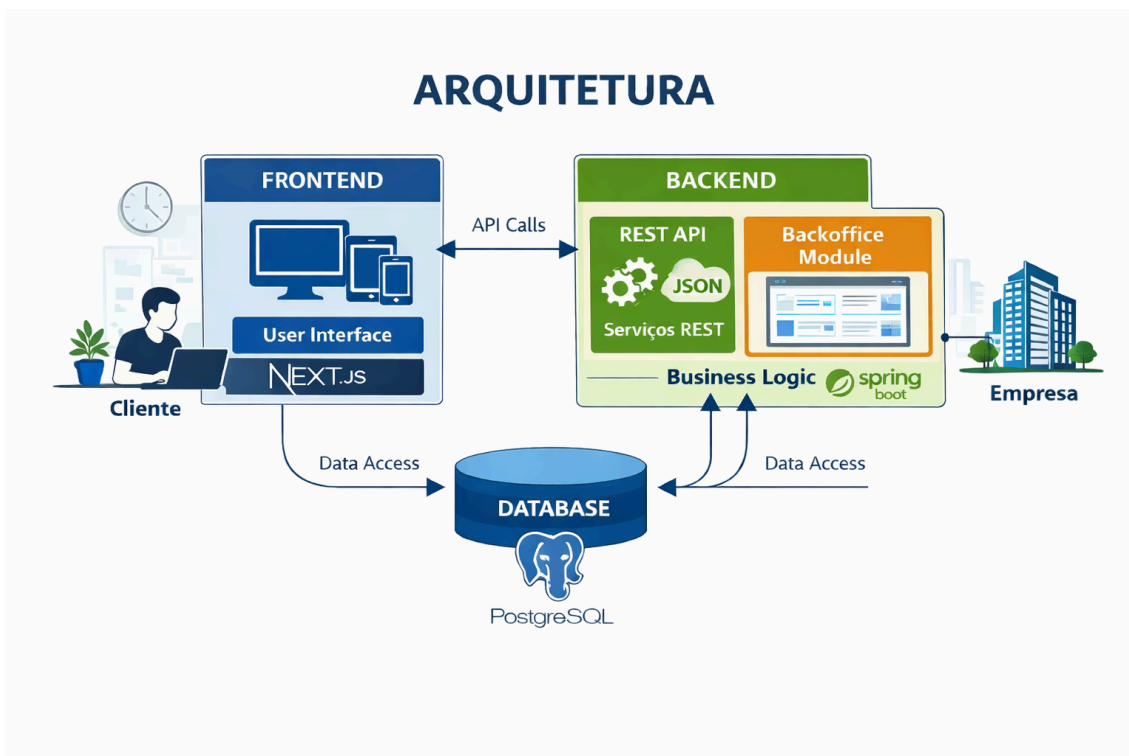 ARQUITETURA
FRONTEND
User Interface
NEXT.JS
Cliente
API Calls
BACKEND
REST API
JSON
Serviços REST
Backoffice
Module
Business Logic
spring
boot
Empresa
Data Access
Data Access
DATABASE
PostgreSQL